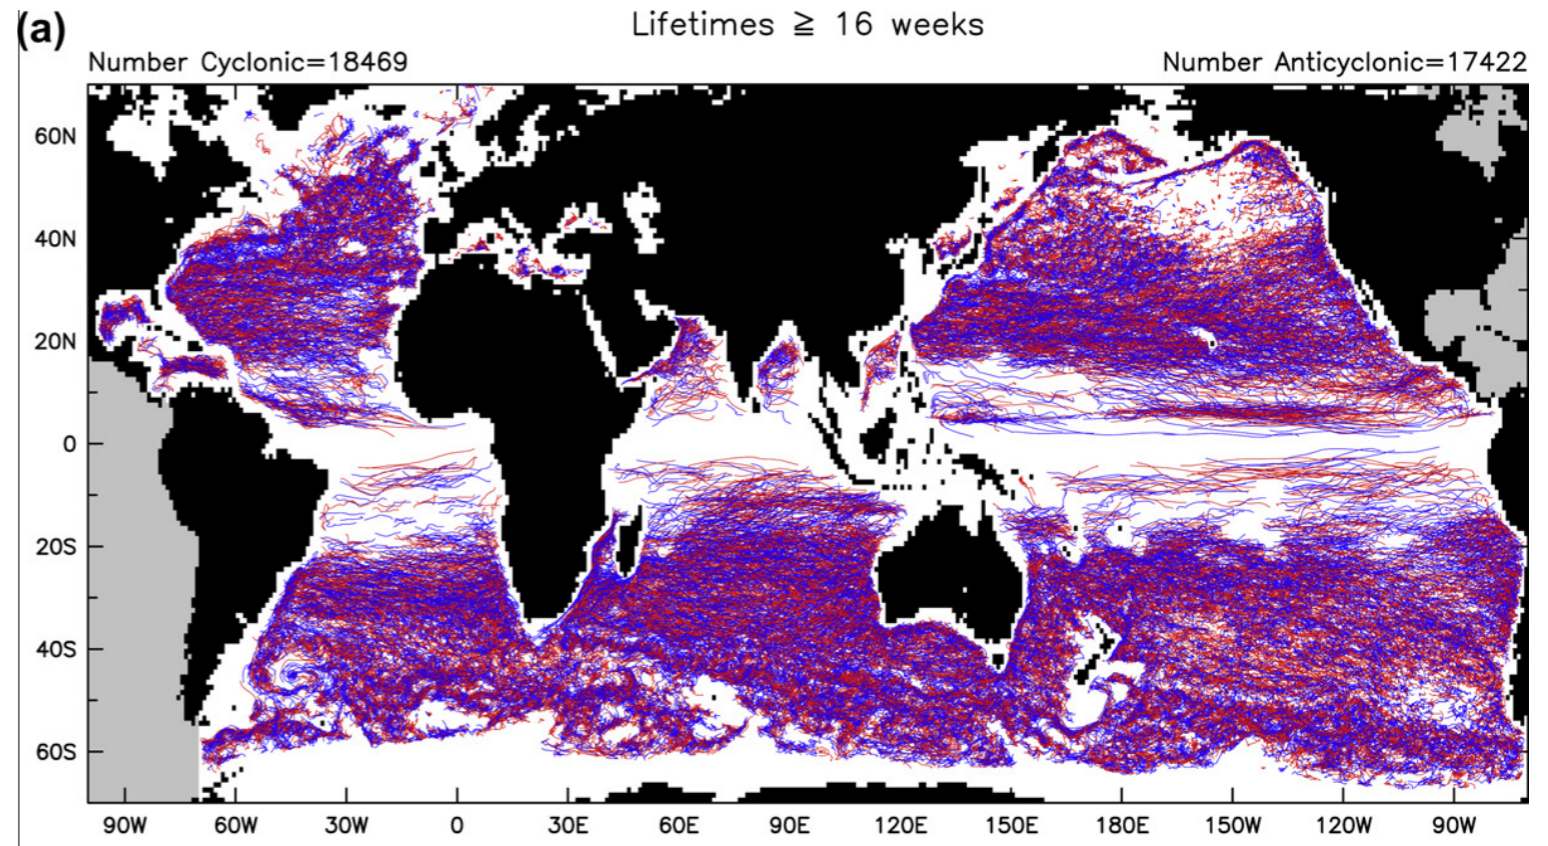 (a)
Lifetimes ≧ 16 weeks
Number Cyclonic=18469
Number Anticyclonic=17422
60N
40N
20N
0
20S
40S
60S
90W 60W 30W 0 30E 60E 90E 120E 150E 180E 150W 120W 90W